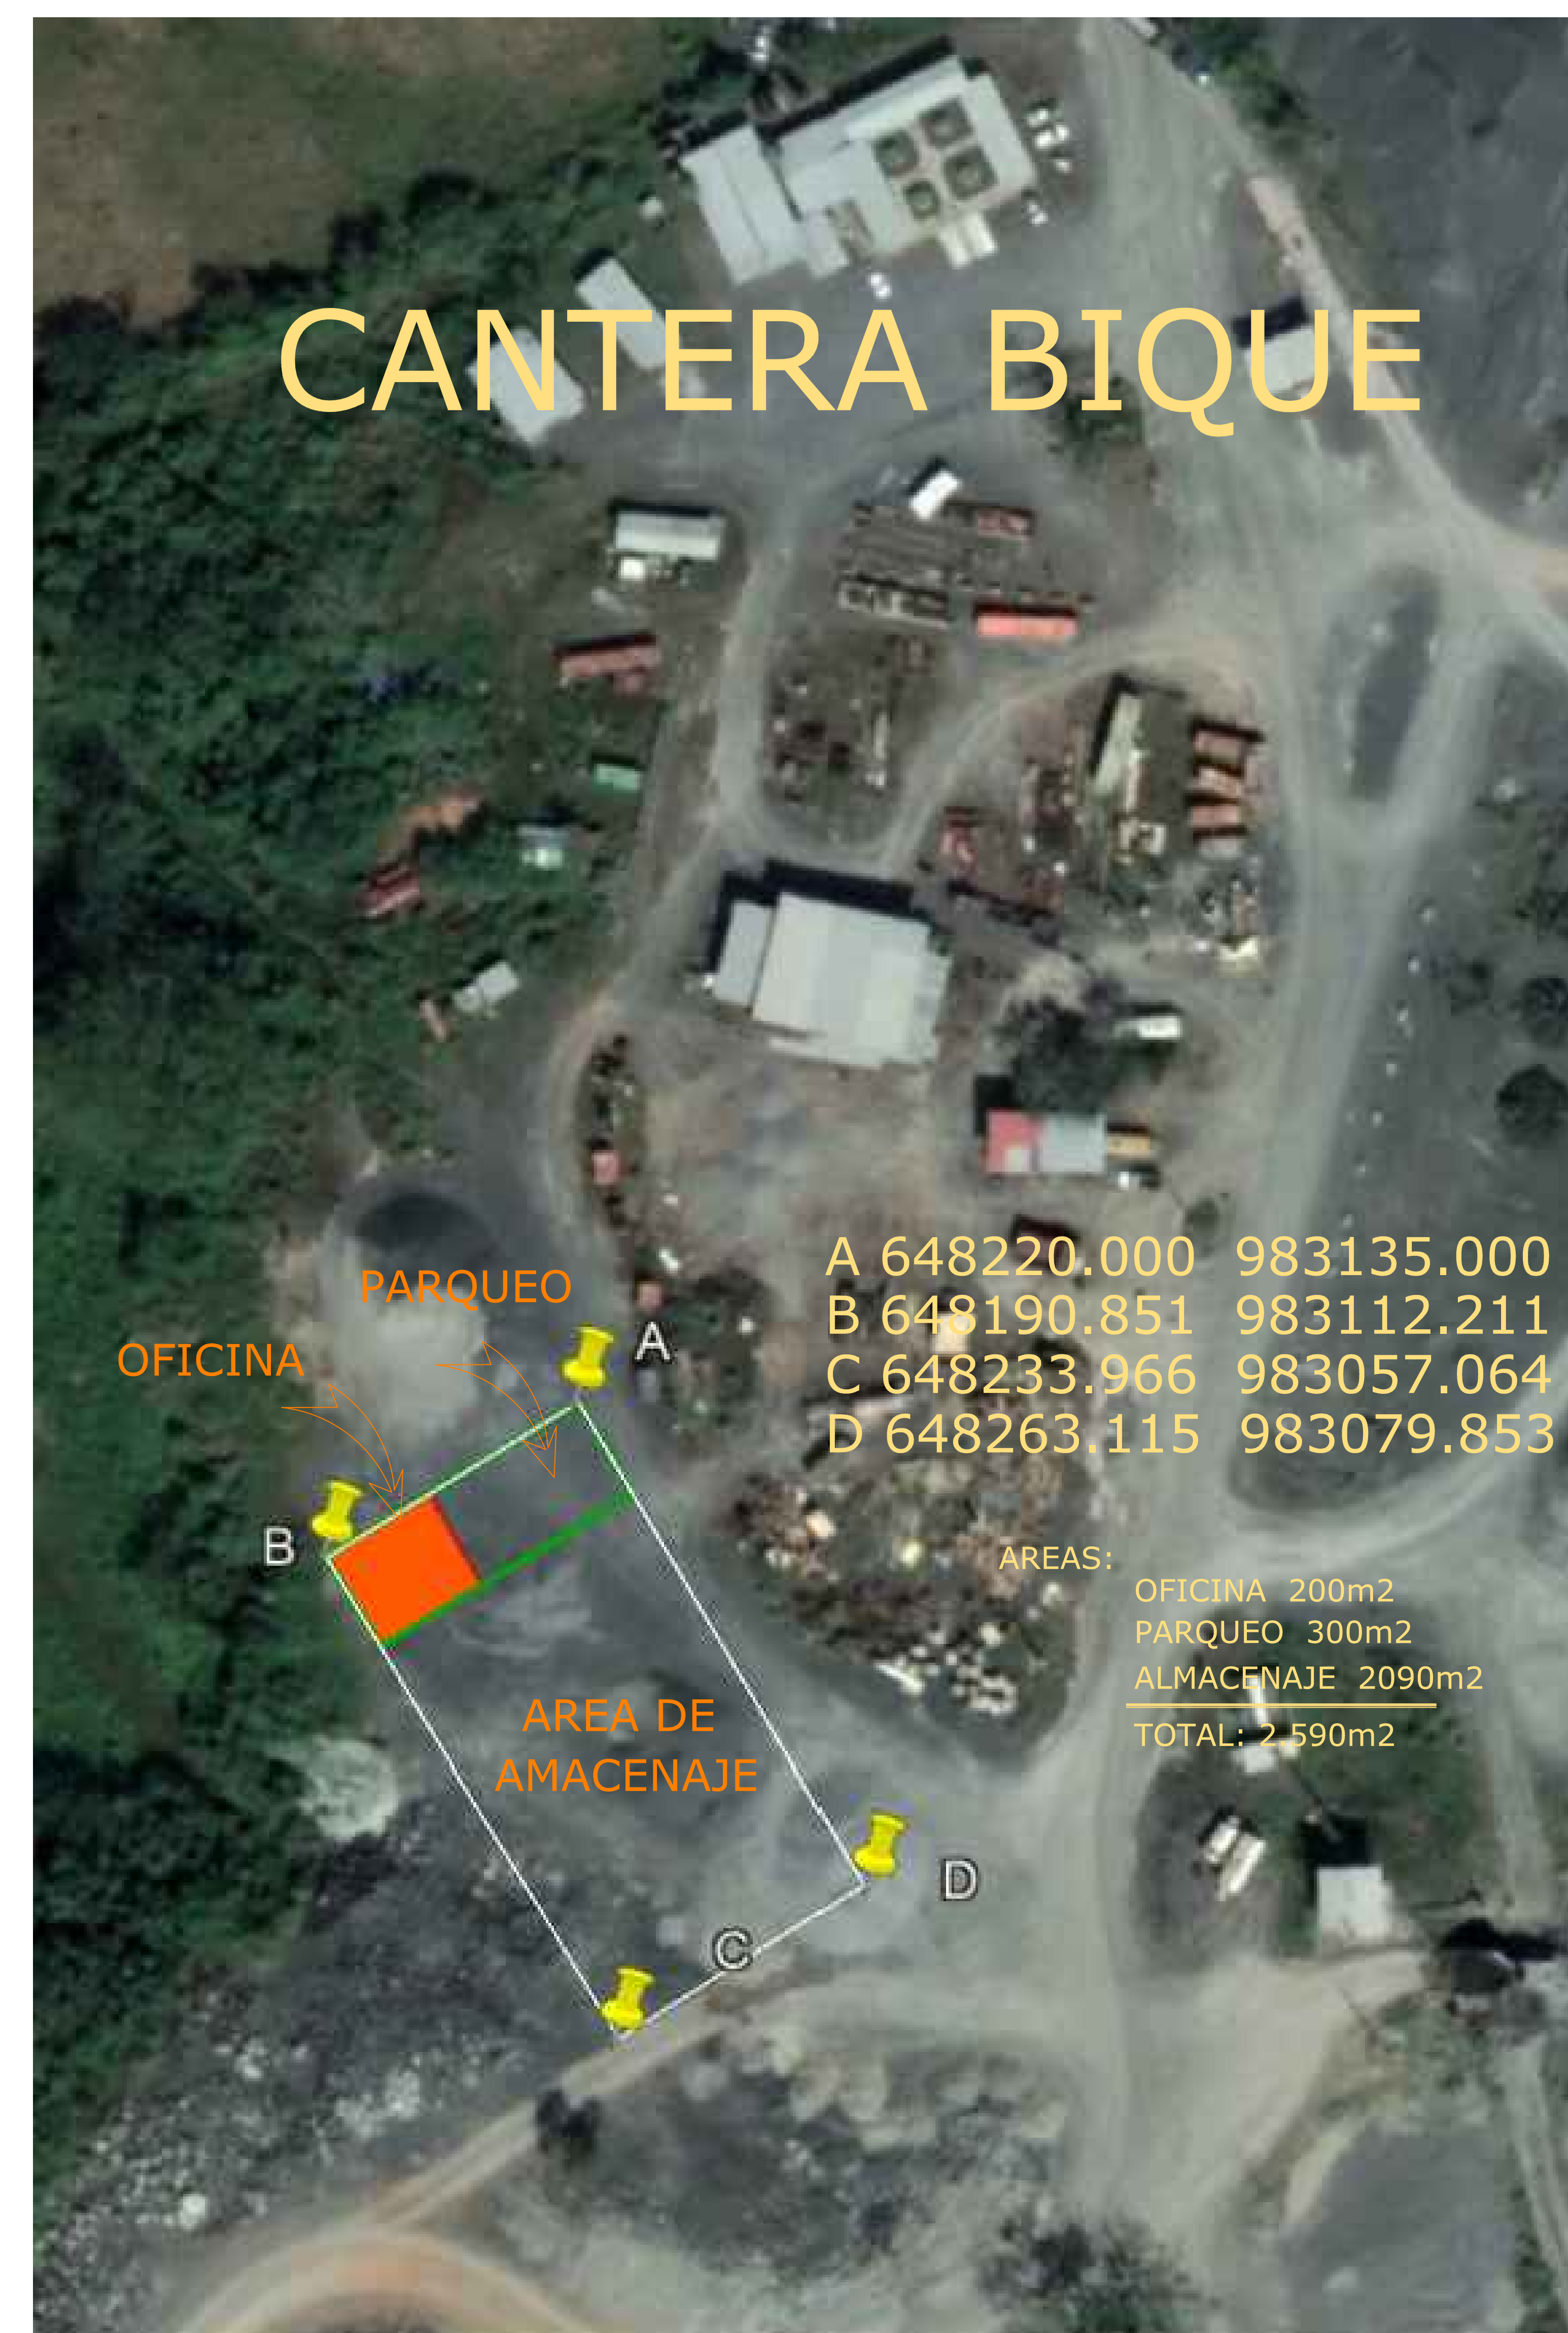 CANTERA BIQUE
A 648220.000 983135.000
B 648190.851 983112.211
C 648233.966 983057.064
D 648263.115 983079.853
PARQUEO
A
OFICINA
B
AREAS:
OFICINA 200m2
PARQUEO 300m2
ALMACENAJE 2090m2
TOTAL: 2.590m2
AREA DE
AMACENAJE
D
C